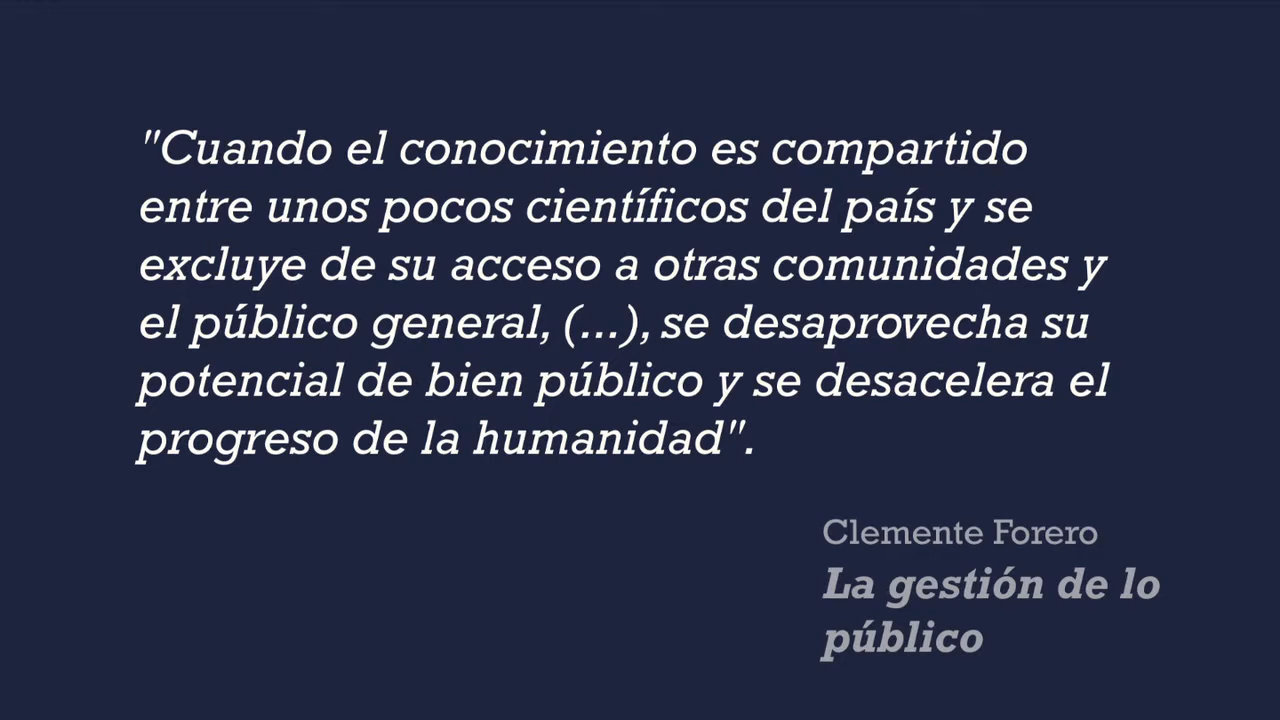 "Cuando el conocimiento es compartido
entre unos pocos científicos del país y se
excluye de su acceso a otras comunidades y
el público general, (...), se desaprovecha su
potencial de bien público y se desacelera el
progreso de la humanidad".
Clemente Forero
La gestión de lo
público